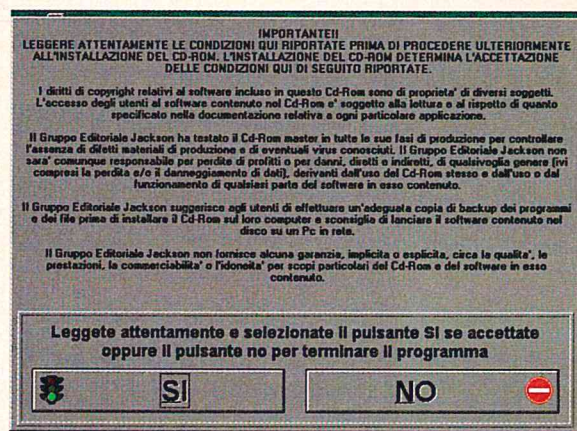 IMPORTANTE!!
LEGGERE ATTENTAMENTE LE CONDIZIONI QUI RIPORTATE PRIMA DI PROCEDERE ULTERIORMENTE
ALL'INSTALLAZIONE DEL CD-ROM. L'INSTALLAZIONE DEL CD-ROM DETERMINA L'ACCETTAZIONE
DELLE CONDIZIONI QUI DI SEGUITO RIPORTATE.
I diritti di copyright relativi al software incluso in questo Cd-Rom sono di proprieta' di diversi soggetti.
L'accesso degli utenti al software contenuto nel Cd-Rom e' soggetto alla lettura e al rispetto di quanto
specificato nella documentazione relativa a ogni particolare applicazione.
Il Gruppo Editoriale Jackson ha testato il Cd-Rom master in tutte le sue fasi di produzione per controllare
l'assenza di difetti materiali di produzione e di eventuali virus conosciuti. Il Gruppo Editoriale Jackson non
sara' comunque responsabile per perdite di profitti o per danni, diretti e indiretti, di qualsivoglia genere (ivi
compresi la perdita e/o il danneggiamento di dati), derivanti dall'uso del Cd-Rom stesso e dall'uso o dal
funzionamento di qualsiasi parte del software in esso contenuto.
Il Gruppo Editoriale Jackson suggerisce agli utenti di effettuare un'adeguata copia di backup dei programmi
e dei file prima di installare il Cd-Rom sul loro computer e sconsiglia di lanciare il software contenuto nel
disco su un Pc in rete.
Il Gruppo Editoriale Jackson non fornisce alcuna garanzia, implicita o esplicita, circa la qualita', le
prestazioni, la commerciabilita' o l'idoneita' per scopi particolari del Cd-Rom e del software in esso
contenuto.
Leggete attentamente e selezionate il pulsante SI se accettate
oppure il pulsante no per terminare il programma
SI
NO